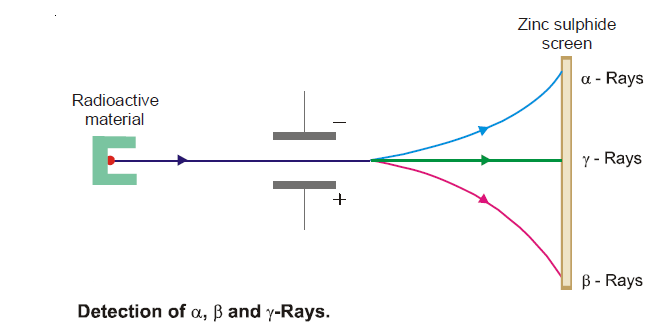 Zinc sulphide
screen
α - Rays
Radioactive
material
–
γ - Rays
+
β - Rays
Detection of α, β and γ-Rays.